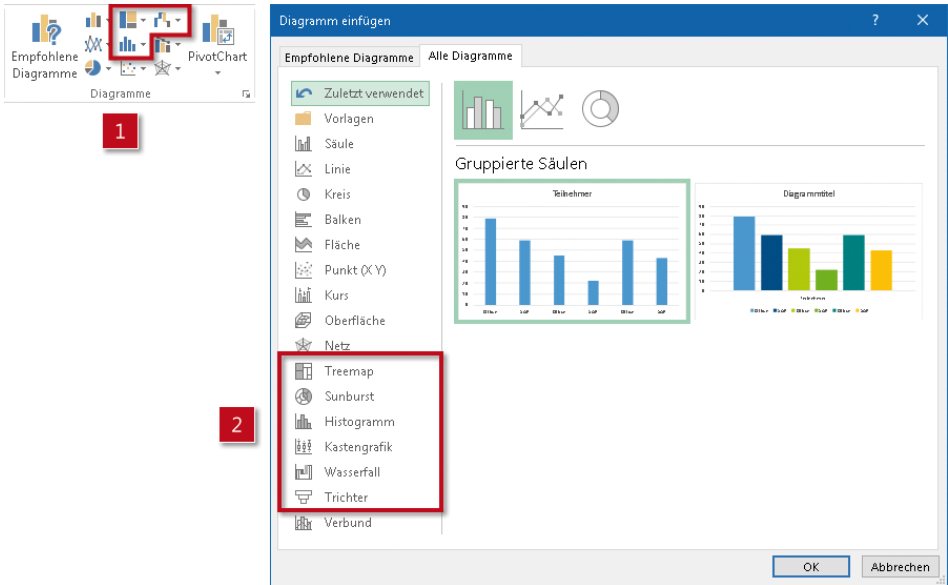 Empfohlene
Diagramme
PivotChart
Diagramme
1
Diagramm einfügen
?
Empfohlene Diagramme
Alle Diagramme
Zuletzt verwendet
Vorlagen
Säule
Linie
Kreis
Balken
Fläche
Punkt (X Y)
Kurs
Oberfläche
Netz
Treemap
Sunburst
Histogramm
Kastengrafik
Wasserfall
Trichter
Verbund
2
Gruppierte Säulen
Teilnehmer
Diagrammtitel
OK
Abbrechen